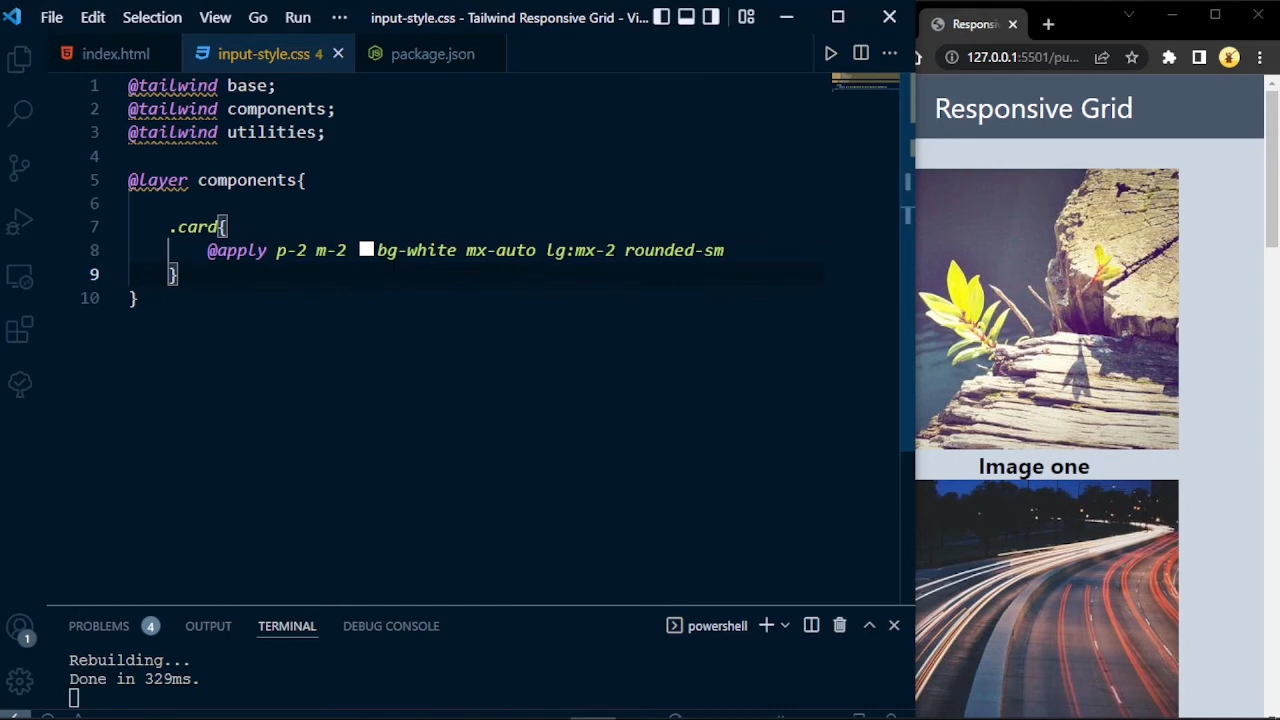 File Edit Selection View Go Run ··· input-style.css - Tailwind Responsive Grid - Vi...
index.html input-style.css 4 package.json
1 @tailwind base;
2 @tailwind components;
3 @tailwind utilities;
4
5 @layer components{
6
7 .card{
8 @apply p-2 m-2 bg-white mx-auto lg:mx-2 rounded-sm
9 }
10 }
PROBLEMS 4 OUTPUT TERMINAL DEBUG CONSOLE powershell
Rebuilding...
Done in 329ms.
1
Responsiv
127.0.0.1:5501/pu...
Responsive Grid
Image one